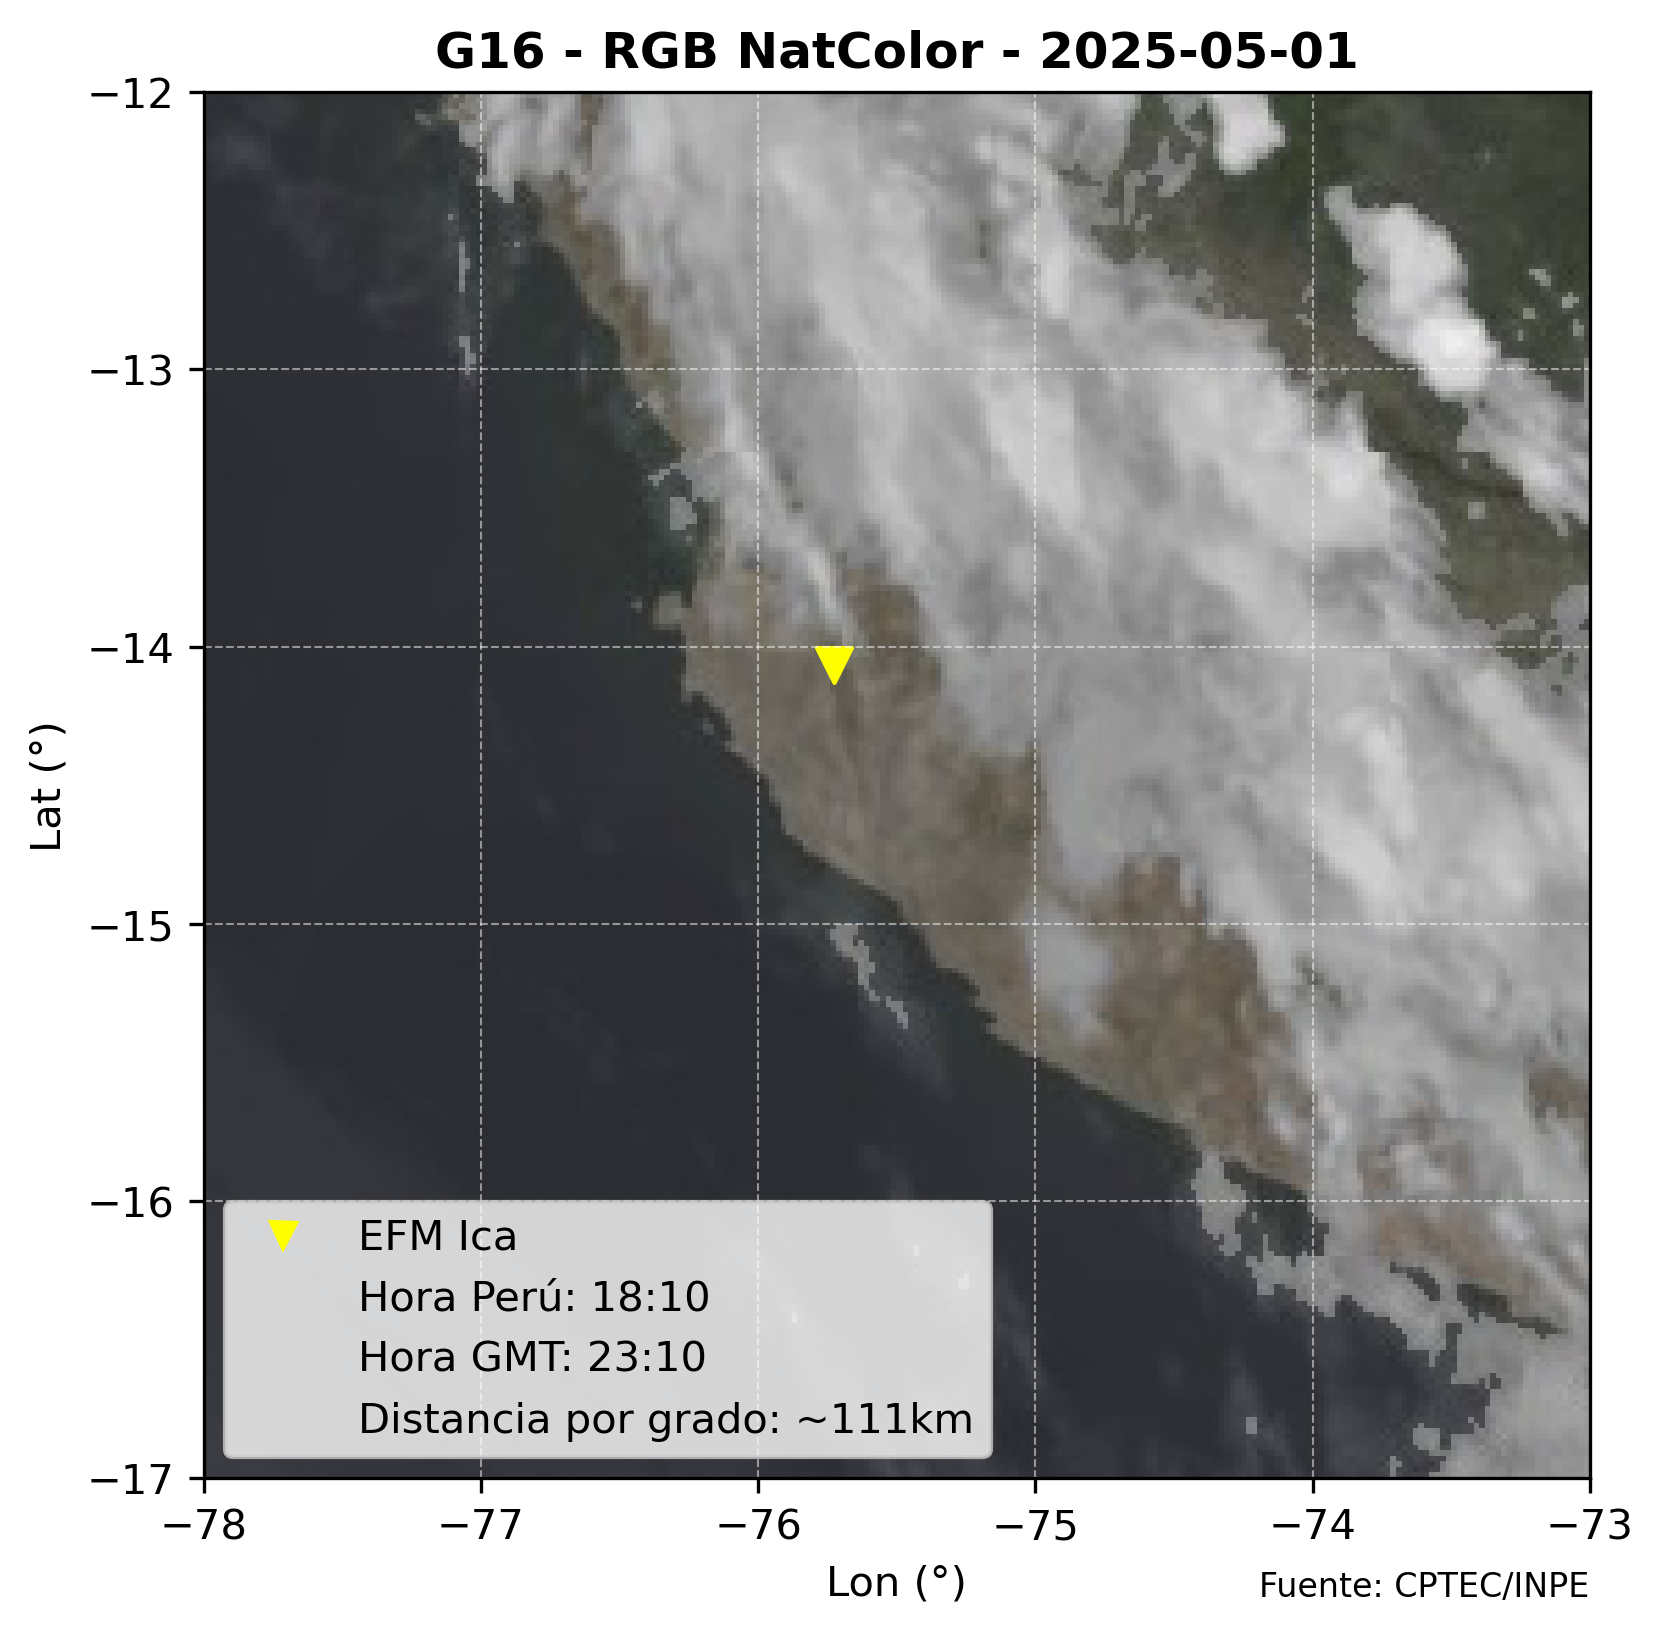 G16 - RGB NatColor - 2025-05-01
−12
−13
−14
−15
−16
−17
Lat (°)
EFM Ica
Hora Perú: 18:10
Hora GMT: 23:10
Distancia por grado: ~111km
−78 −77 −76 −75 −74 −73
Lon (°)
Fuente: CPTEC/INPE